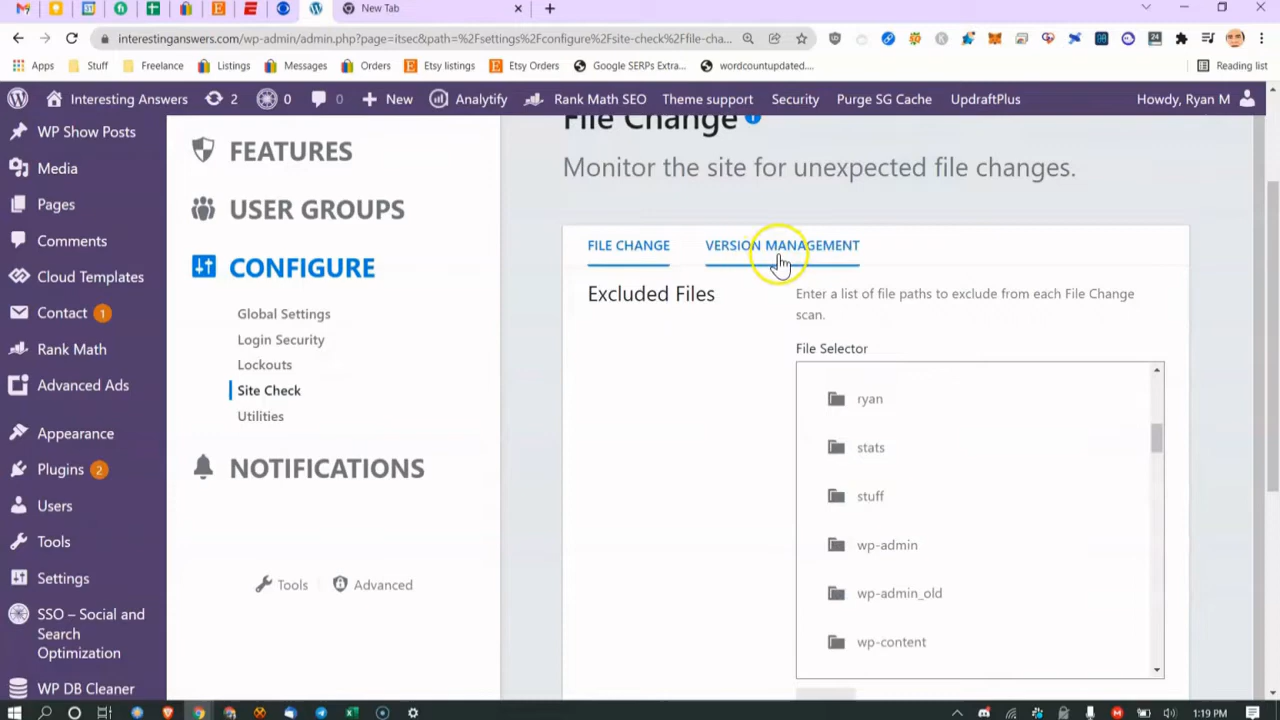 New Tab
interestinganswers.com/wp-admin/admin.php?page=itsec&path=%2Fsettings%2Fconfigure%2Fsite-check%2Ffile-cha...
Apps
Stuff
Freelance
Listings
Messages
Orders
Etsy listings
Etsy Orders
Google SERPs Extra...
wordcountupdated....
Reading list
Interesting Answers
2
0
0
New
Analytify
Rank Math SEO
Theme support
Security
Purge SG Cache
UpdraftPlus
Howdy, Ryan M
WP Show Posts
Media
Pages
Comments
Cloud Templates
Contact 1
Rank Math
Advanced Ads
Appearance
Plugins 2
Users
Tools
Settings
SSO – Social and
Search
Optimization
WP DB Cleaner
FEATURES
USER GROUPS
CONFIGURE
Global Settings
Login Security
Lockouts
Site Check
Utilities
NOTIFICATIONS
Tools
Advanced
File Change
Monitor the site for unexpected file changes.
FILE CHANGE
VERSION MANAGEMENT
Excluded Files
Enter a list of file paths to exclude from each File Change
scan.
File Selector
ryan
stats
stuff
wp-admin
wp-admin_old
wp-content
1:19 PM